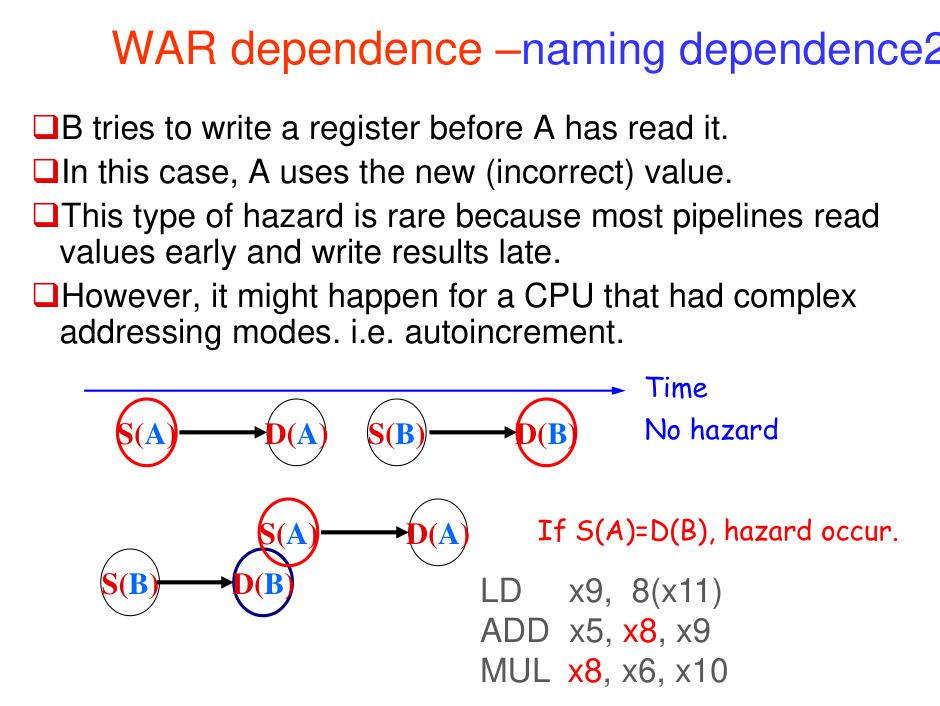 WAR dependence –naming dependence2
❑B tries to write a register before A has read it.
❑In this case, A uses the new (incorrect) value.
❑This type of hazard is rare because most pipelines read
values early and write results late.
❑However, it might happen for a CPU that had complex
addressing modes. i.e. autoincrement.
Time
S(A) D(A) S(B) D(B) No hazard
S(A) D(A) If S(A)=D(B), hazard occur.
S(B) D(B)
LD x9, 8(x11)
ADD x5, x8, x9
MUL x8, x6, x10